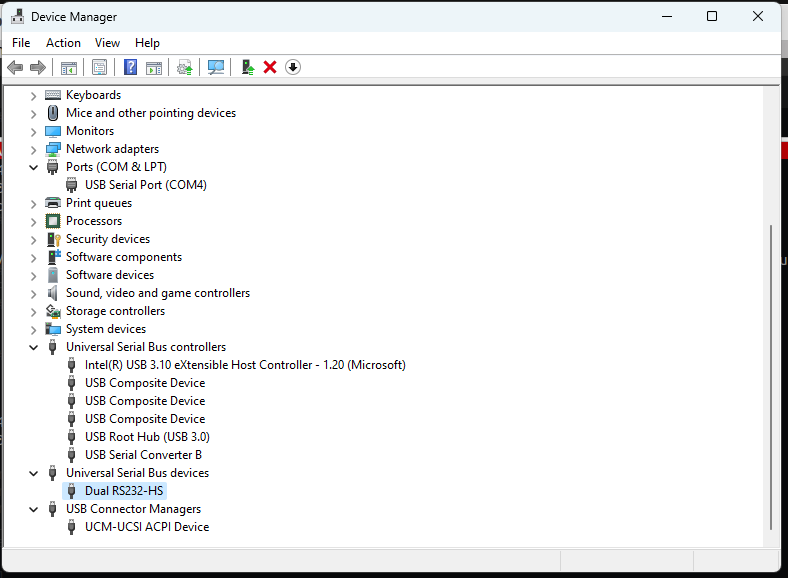 Device Manager
File Action View Help
Keyboards
Mice and other pointing devices
Monitors
Network adapters
Ports (COM & LPT)
USB Serial Port (COM4)
Print queues
Processors
Security devices
Software components
Software devices
Sound, video and game controllers
Storage controllers
System devices
Universal Serial Bus controllers
Intel(R) USB 3.10 eXtensible Host Controller - 1.20 (Microsoft)
USB Composite Device
USB Composite Device
USB Composite Device
USB Root Hub (USB 3.0)
USB Serial Converter B
Universal Serial Bus devices
Dual RS232-HS
USB Connector Managers
UCM-UCSI ACPI Device